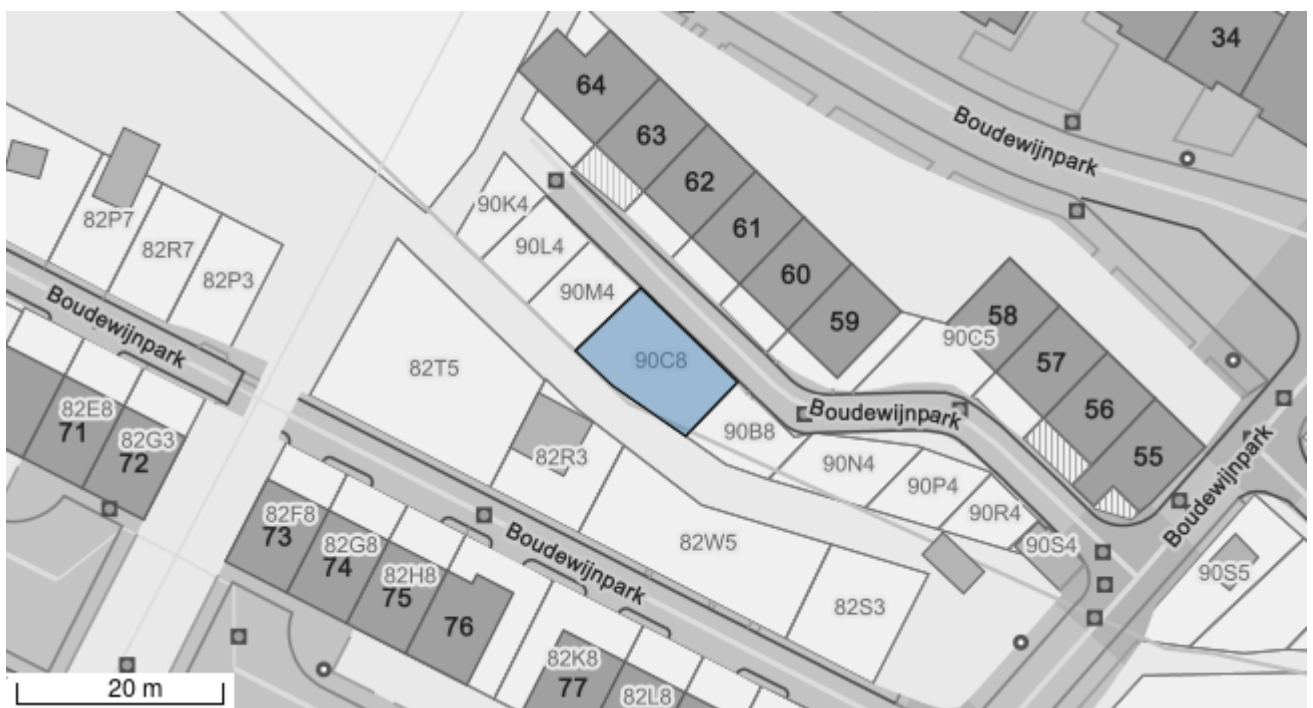 34
64
Boudewijnpark
63
62
90K4
82P7
61
90L4
82R7
82P3
60
90M4
Boudewijnpark
59
58
90C5
57
90C8
82T5
82E8
71
82G3
72
Boudewijnpark
56
90B8
55
Boudewijnpark
82R3
90N4
90P4
90R4
82F8
73
82G8
74
Boudewijnpark
82W5
90S4
82H8
75
90S5
82S3
76
82K8
77
82L8
20 m